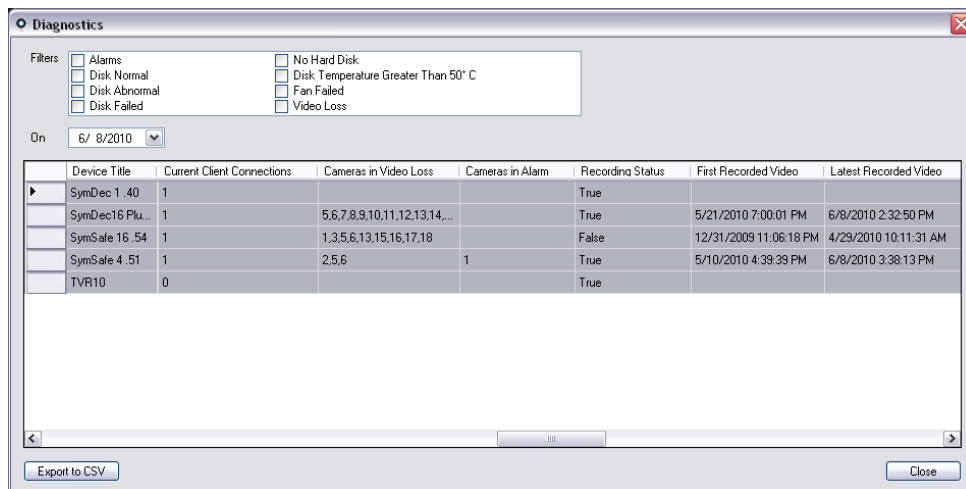 Diagnostics
Filters
Alarms
Disk Normal
Disk Abnormal
Disk Failed
No Hard Disk
Disk Temperature Greater Than 50° C
Fan Failed
Video Loss
On 6/ 8/2010
Device Title Current Client Connections Cameras in Video Loss Cameras in Alarm Recording Status First Recorded Video Latest Recorded Video
SymDec 1 .40 1 True
SymDec16 Plu... 1 5,6,7,8,9,10,11,12,13,14,... True 5/21/2010 7:00:01 PM 6/8/2010 2:32:50 PM
SymSafe 16 .54 1 1,3,5,6,13,15,16,17,18 False 12/31/2009 11:06:18 PM 4/29/2010 10:11:31 AM
SymSafe 4 .51 1 2,5,6 1 True 5/10/2010 4:39:39 PM 6/8/2010 3:38:13 PM
TVR10 0 True
Export to CSV Close